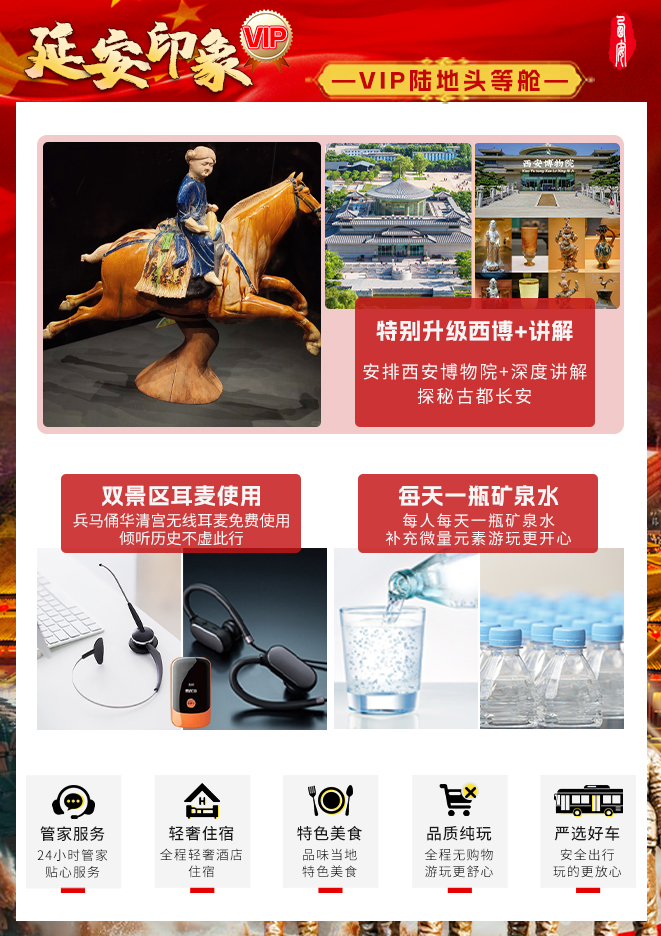 延安印象
VIP
—VIP陆地头等舱—
西安博物院
特别升级西博+讲解
安排西安博物院+深度讲解
探秘古都长安
双景区耳麦使用
兵马俑华清宫无线耳麦免费使用
倾听历史不虚此行
每天一瓶矿泉水
每人每天一瓶矿泉水
补充微量元素游玩更开心
管家服务
24小时管家
贴心服务
H
轻奢住宿
全程轻奢酒店
住宿
特色美食
品味当地
特色美食
品质纯玩
全程无购物
游玩更舒心
严选好车
安全出行
玩的更放心